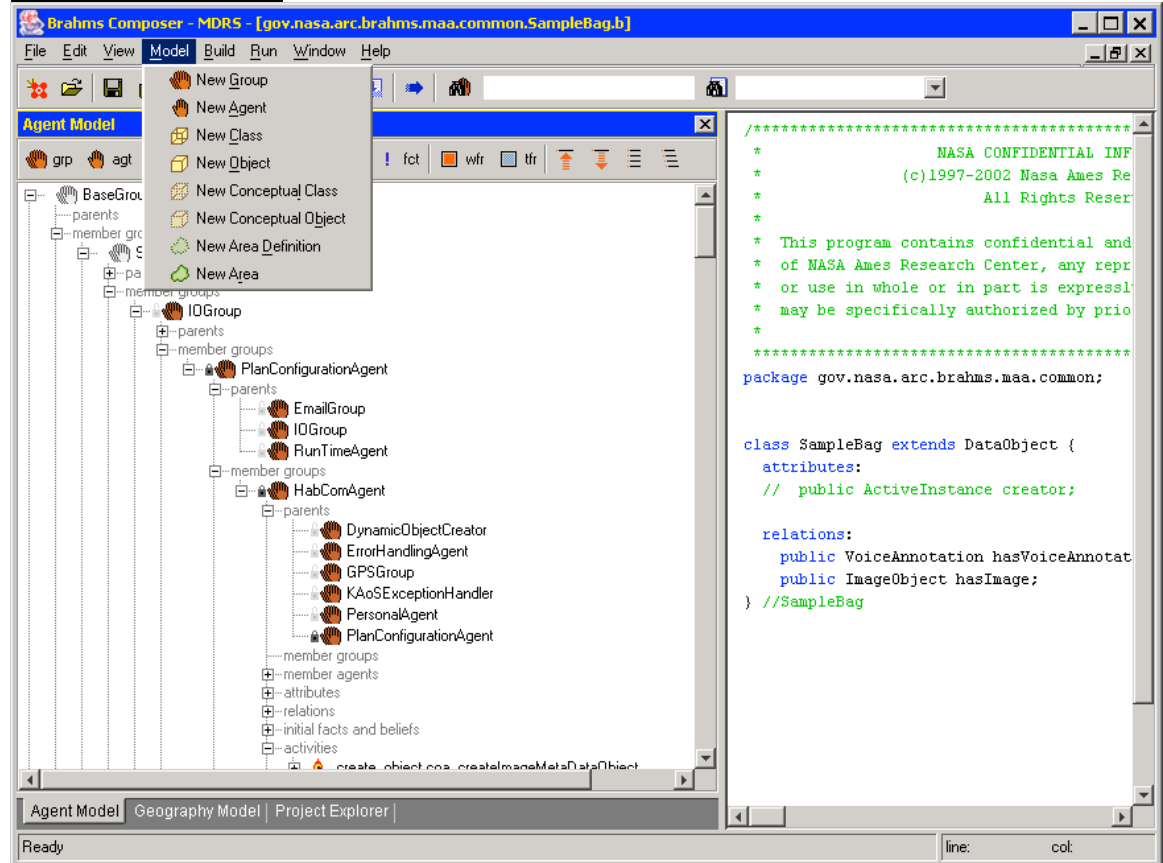 Brahms Composer - MDRS - [gov.nasa.arc.brahms.maa.common.SampleBag.b]
File Edit View Model Build Run Window Help
New Group
New Agent
New Class
New Object
New Conceptual Class
New Conceptual Object
New Area Definition
New Area
Agent Model
grp agt ! fct wfr tfr
BaseGrou
parents
member gro
S
pa
member groups
IOGroup
parents
member groups
PlanConfigurationAgent
parents
EmailGroup
IOGroup
RunTimeAgent
member groups
HabComAgent
parents
DynamicObjectCreator
ErrorHandlingAgent
GPSGroup
KAoSExceptionHandler
PersonalAgent
PlanConfigurationAgent
member groups
member agents
attributes
relations
initial facts and beliefs
activities
create_object coa_createImageMetaDataObject
Agent Model Geography Model | Project Explorer |
/******************************************
* NASA CONFIDENTIAL INF
* (c)1997-2002 Nasa Ames Re
* All Rights Reser
*
* This program contains confidential and
* of NASA Ames Research Center, any repr
* or use in whole or in part is expressl
* may be specifically authorized by prio
*
******************************************
package gov.nasa.arc.brahms.maa.common;
class SampleBag extends DataObject {
attributes:
// public ActiveInstance creator;
relations:
public VoiceAnnotation hasVoiceAnnotat
public ImageObject hasImage;
} //SampleBag
Ready line: col: